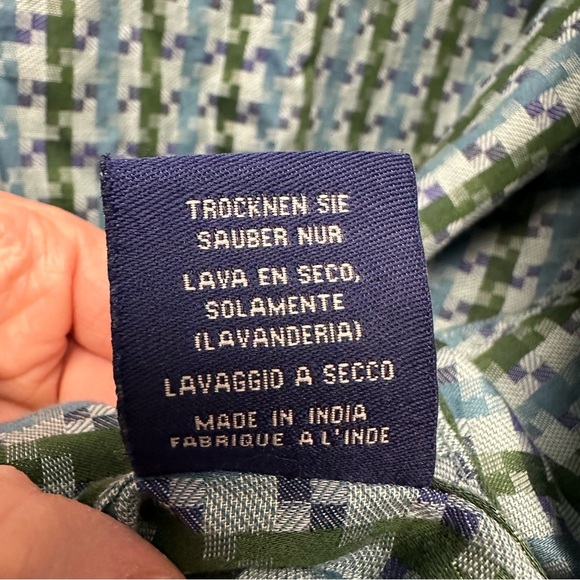 TROCKNEN SIE
SAUBER NUR
LAVA EN SECO,
SOLAMENTE
(LAVANDERIA)
LAVAGGIO A SECCO
MADE IN INDIA
FABRIQUE A L'INDE